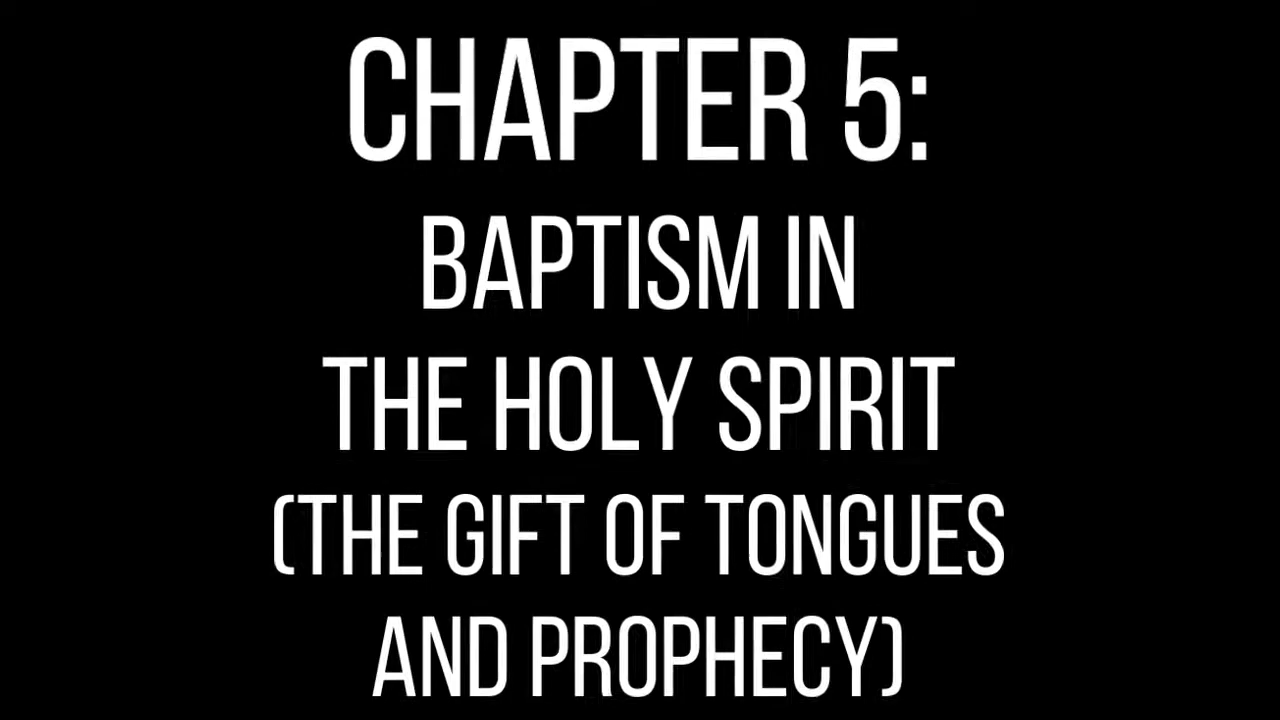 CHAPTER 5:
BAPTISM IN
THE HOLY SPIRIT
(THE GIFT OF TONGUES
AND PROPHECY)